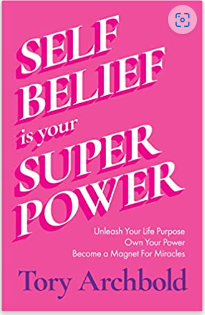 SELF
BELIEF
is your
SUPER
POWER
Unleash Your Life Purpose
Own Your Power
Become a Magnet For Miracles
Tory Archbold